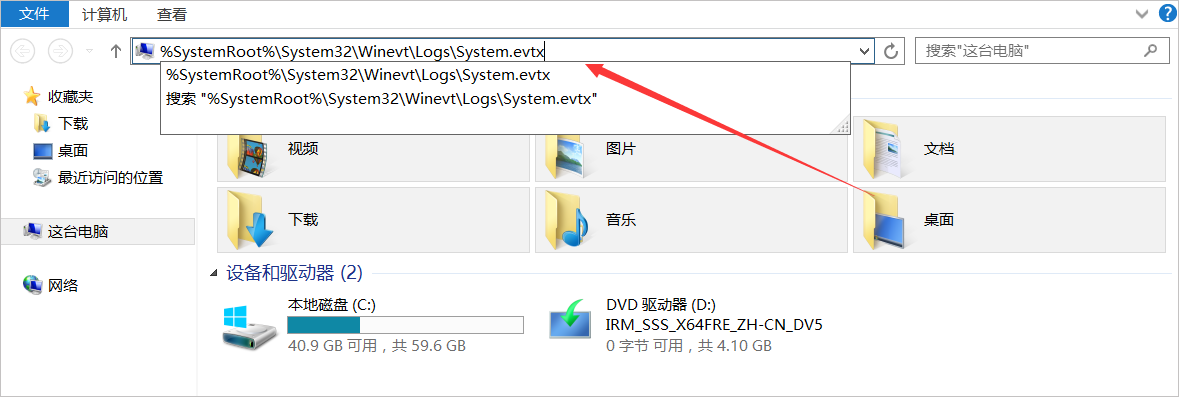 文件 计算机 查看
%SystemRoot%\System32\Winevt\Logs\System.evtx
搜索"这台电脑"
%SystemRoot%\System32\Winevt\Logs\System.evtx
搜索 "%SystemRoot%\System32\Winevt\Logs\System.evtx"
收藏夹
下载
桌面
最近访问的位置
这台电脑
网络
视频
图片
文档
下载
音乐
桌面
设备和驱动器 (2)
本地磁盘 (C:)
40.9 GB 可用，共 59.6 GB
DVD 驱动器 (D:)
IRM_SSS_X64FRE_ZH-CN_DV5
0 字节 可用，共 4.10 GB